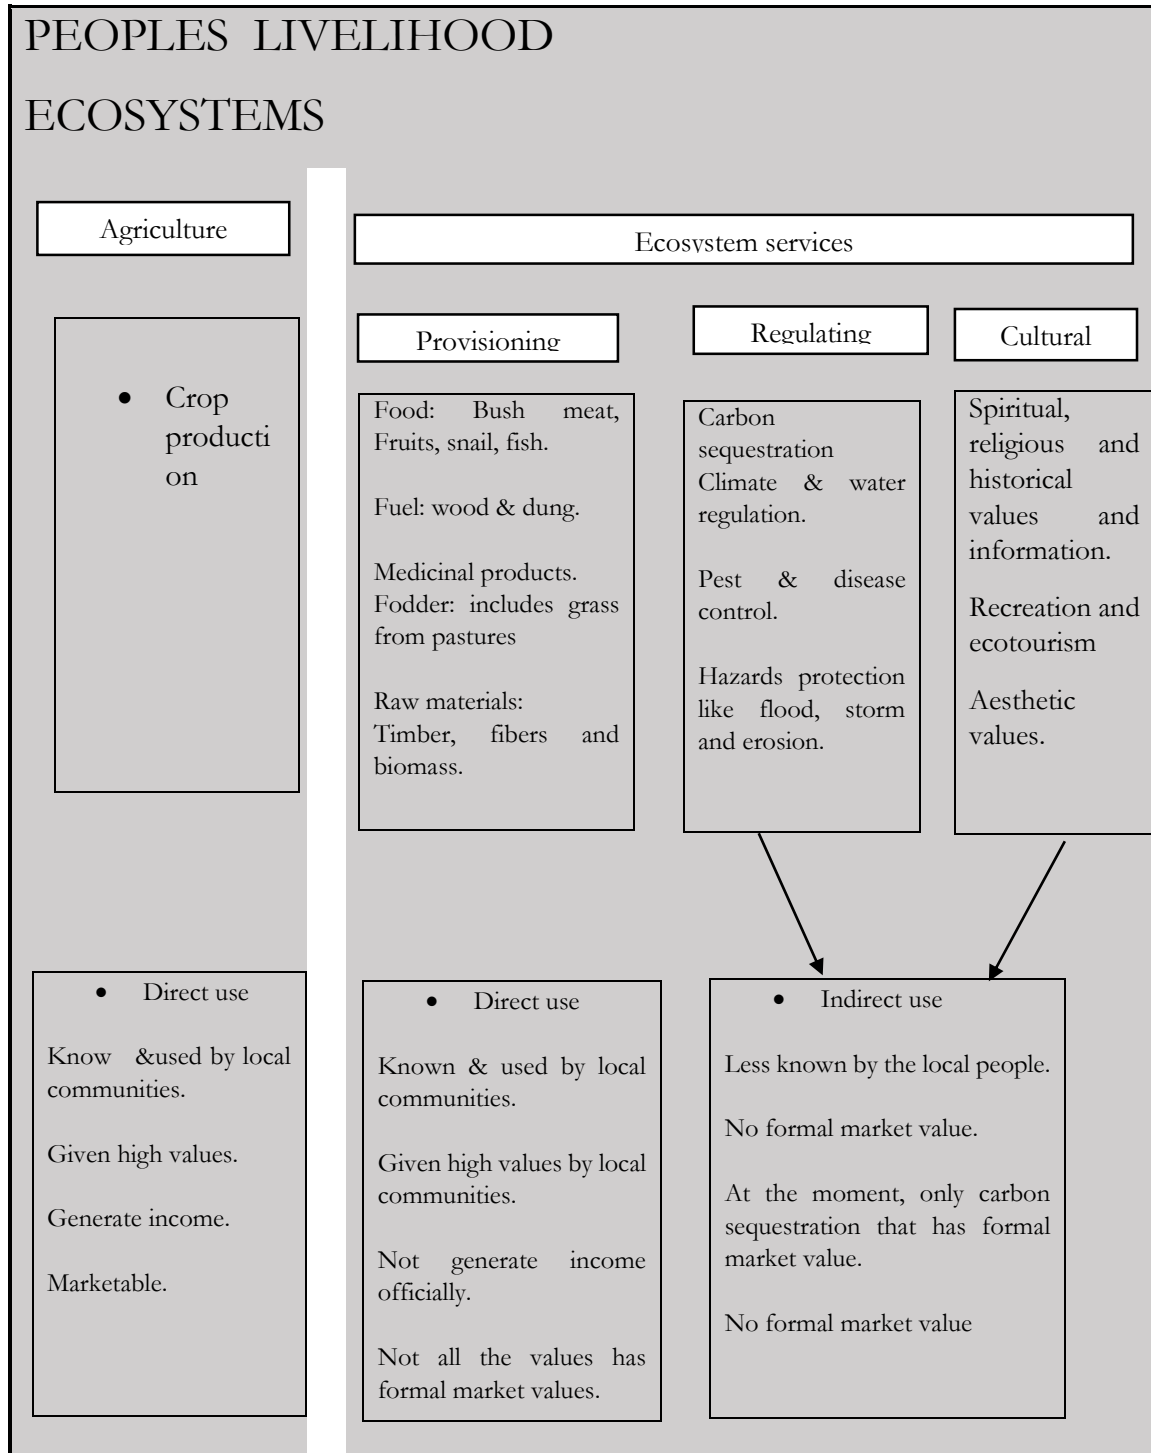 PEOPLES LIVELIHOOD
ECOSYSTEMS
Agriculture
Ecosystem services
Provisioning
Regulating
Cultural
• Crop
producti
on
Food: Bush meat,
Fruits, snail, fish.
Fuel: wood & dung.
Medicinal products.
Fodder: includes grass
from pastures
Raw materials:
Timber, fibers and
biomass.
Carbon
sequestration
Climate & water
regulation.
Pest & disease
control.
Hazards protection
like flood, storm
and erosion.
Spiritual,
religious and
historical
values and
information.
Recreation and
ecotourism
Aesthetic
values.
• Direct use
Know &used by local
communities.
Given high values.
Generate income.
Marketable.
• Direct use
Known & used by local
communities.
Given high values by local
communities.
Not generate income
officially.
Not all the values has
formal market values.
• Indirect use
Less known by the local people.
No formal market value.
At the moment, only carbon
sequestration that has formal
market value.
No formal market value